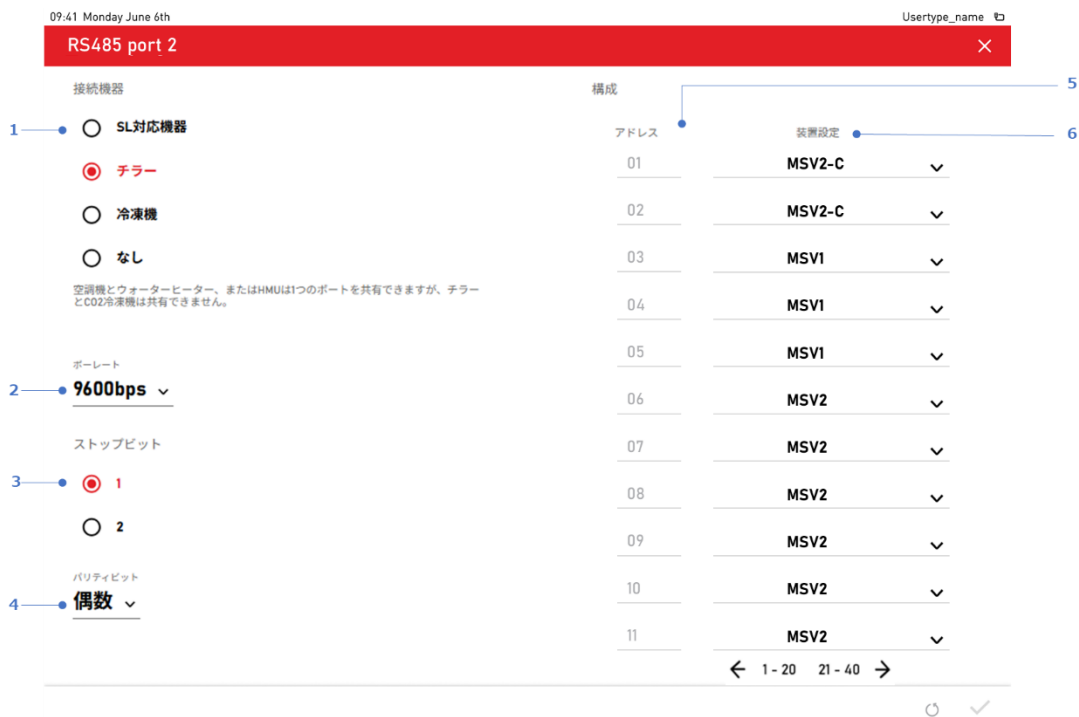 09:41 Monday June 6th
Usertype_name
RS485 port 2
接続機器
1
SL対応機器
チラー
冷凍機
なし
空調機とウォーターヒーター、またはHMUは1つのポートを共有できますが、チラー
とCO2冷凍機は共有できません。
ボーレート
2
9600bps
ストップビット
3
1
2
パリティビット
4
偶数
構成
5
アドレス
装置設定
6
01 MSV2-C
02 MSV2-C
03 MSV1
04 MSV1
05 MSV1
06 MSV2
07 MSV2
08 MSV2
09 MSV2
10 MSV2
11 MSV2
1 - 20 21 - 40